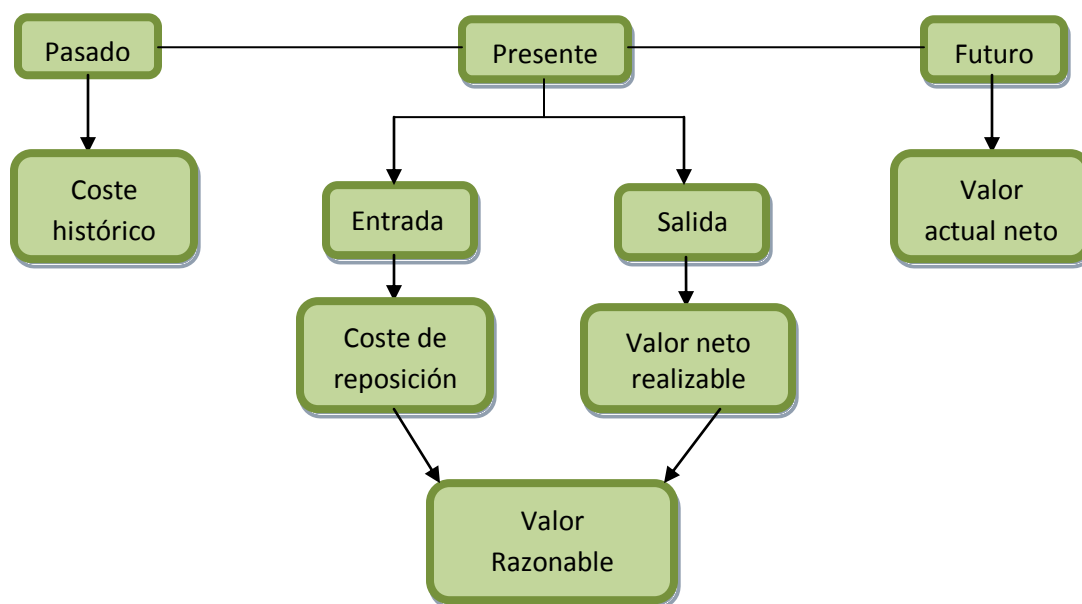 Pasado
Presente
Futuro
Coste
histórico
Entrada
Salida
Valor
actual neto
Coste de
reposición
Valor neto
realizable
Valor
Razonable